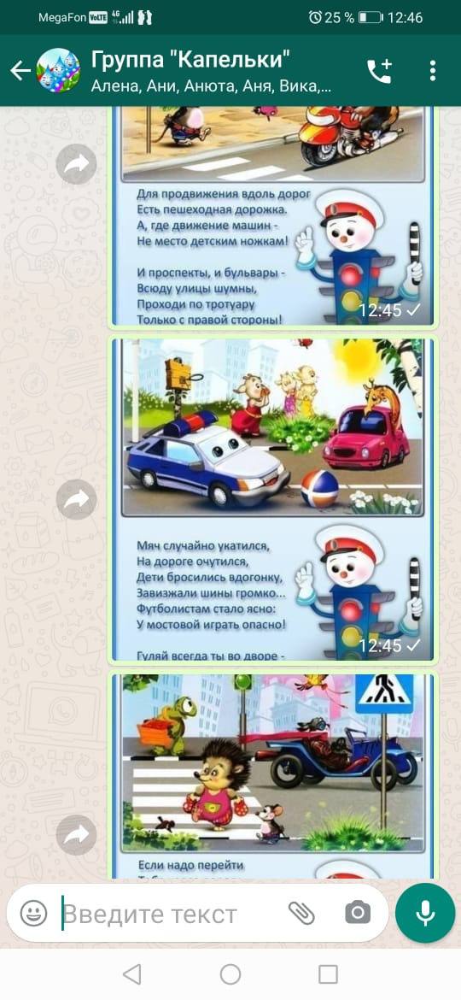 MegaFon VoLTE 4G 25 % 12:46
Группа "Капельки"
Алена, Ани, Анюта, Аня, Вика,...
Для продвижения вдоль дорог
Есть пешеходная дорожка.
А, где движение машин -
Не место детским ножкам!
И проспекты, и бульвары -
Всюду улицы шумны,
Проходи по тротуару
Только с правой стороны!
12:45
Мяч случайно укатился,
На дороге очутился,
Дети бросились вдогонку,
Завизжали шины громко...
Футболистам стало ясно:
У мостовой играть опасно!
Гуляй всегда ты во дворе -
12:45
Если надо перейти
Введите текст